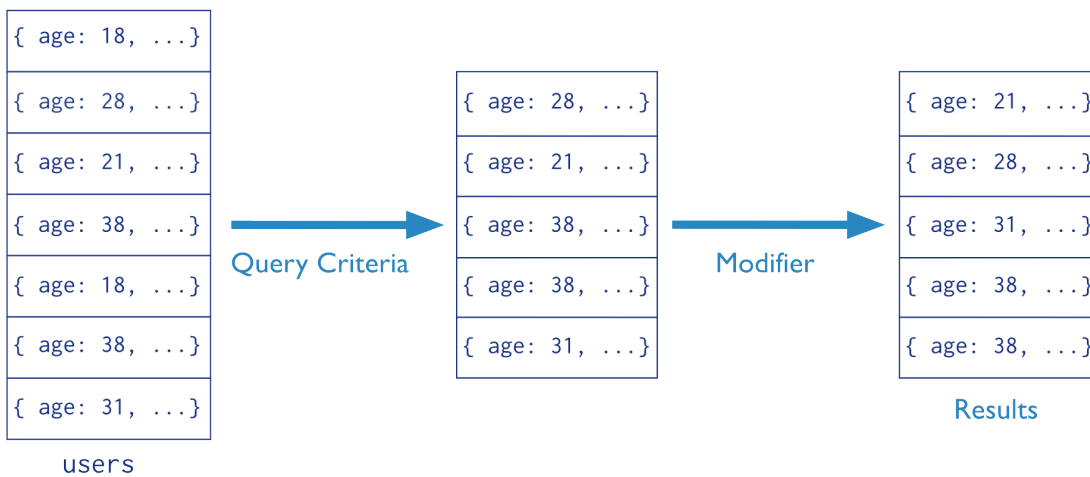 { age: 18, ...}
{ age: 28, ...}
{ age: 21, ...}
{ age: 38, ...}
{ age: 18, ...}
{ age: 38, ...}
{ age: 31, ...}
users
Query Criteria
{ age: 28, ...}
{ age: 21, ...}
{ age: 38, ...}
{ age: 38, ...}
{ age: 31, ...}
Modifier
{ age: 21, ...}
{ age: 28, ...}
{ age: 31, ...}
{ age: 38, ...}
{ age: 38, ...}
Results